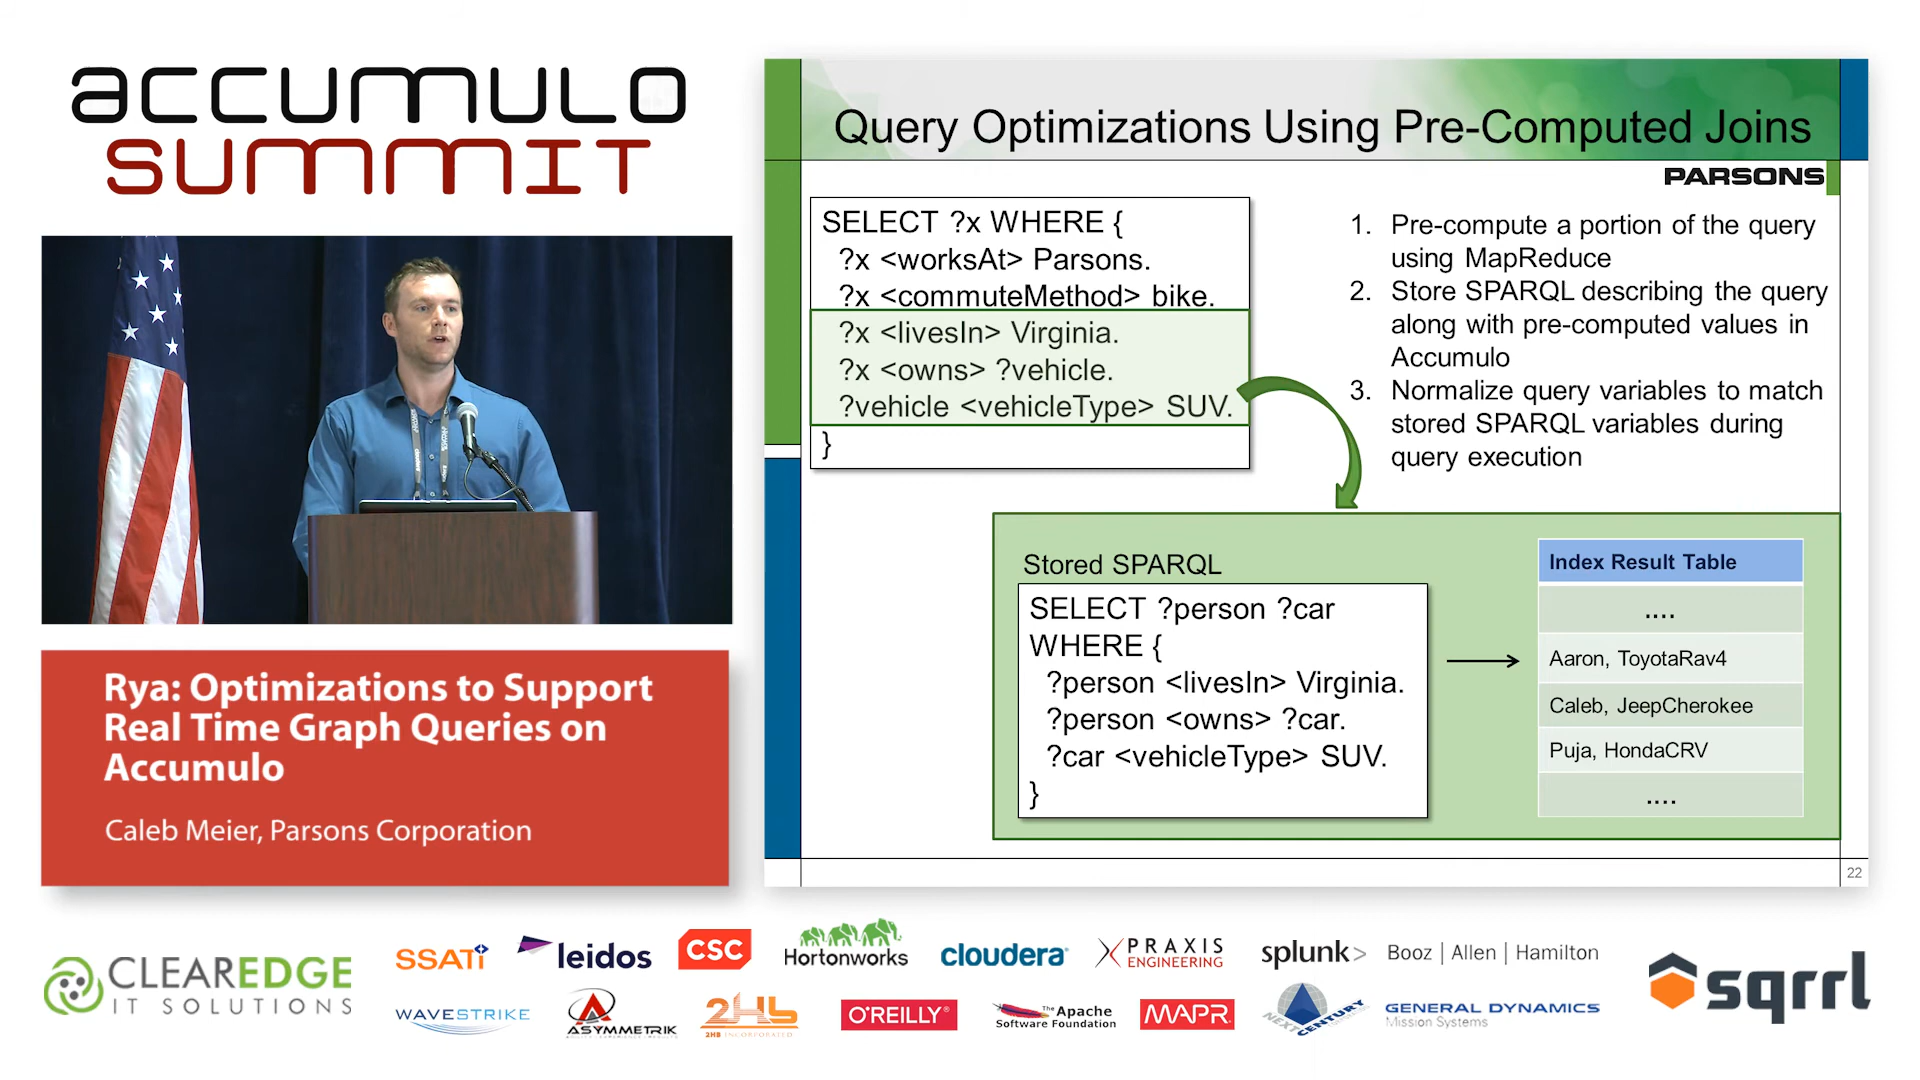 ACCUMULO
SUMMIT
Rya: Optimizations to Support
Real Time Graph Queries on
Accumulo
Caleb Meier, Parsons Corporation
Query Optimizations Using Pre-Computed Joins
PARSONS
SELECT ?x WHERE {
?x <worksAt> Parsons.
?x <commuteMethod> bike.
?x <livesIn> Virginia.
?x <owns> ?vehicle.
?vehicle <vehicleType> SUV.
}
1. Pre-compute a portion of the query
using MapReduce
2. Store SPARQL describing the query
along with pre-computed values in
Accumulo
3. Normalize query variables to match
stored SPARQL variables during
query execution
Stored SPARQL
SELECT ?person ?car
WHERE {
?person <livesIn> Virginia.
?person <owns> ?car.
?car <vehicleType> SUV.
}
Index Result Table
....
Aaron, ToyotaRav4
Caleb, JeepCherokee
Puja, HondaCRV
....
22
CLEAREDGE
IT SOLUTIONS
SSATi
leidos
CSC
Hortonworks
cloudera
PRAXIS
ENGINEERING
splunk>
Booz | Allen | Hamilton
sqrrl
WAVESTRIKE
ASYMMETRIK
2HB
2HB INCORPORATED
O'REILLY®
The Apache
Software Foundation
MAPR
NEXT CENTURY
GENERAL DYNAMICS
Mission Systems